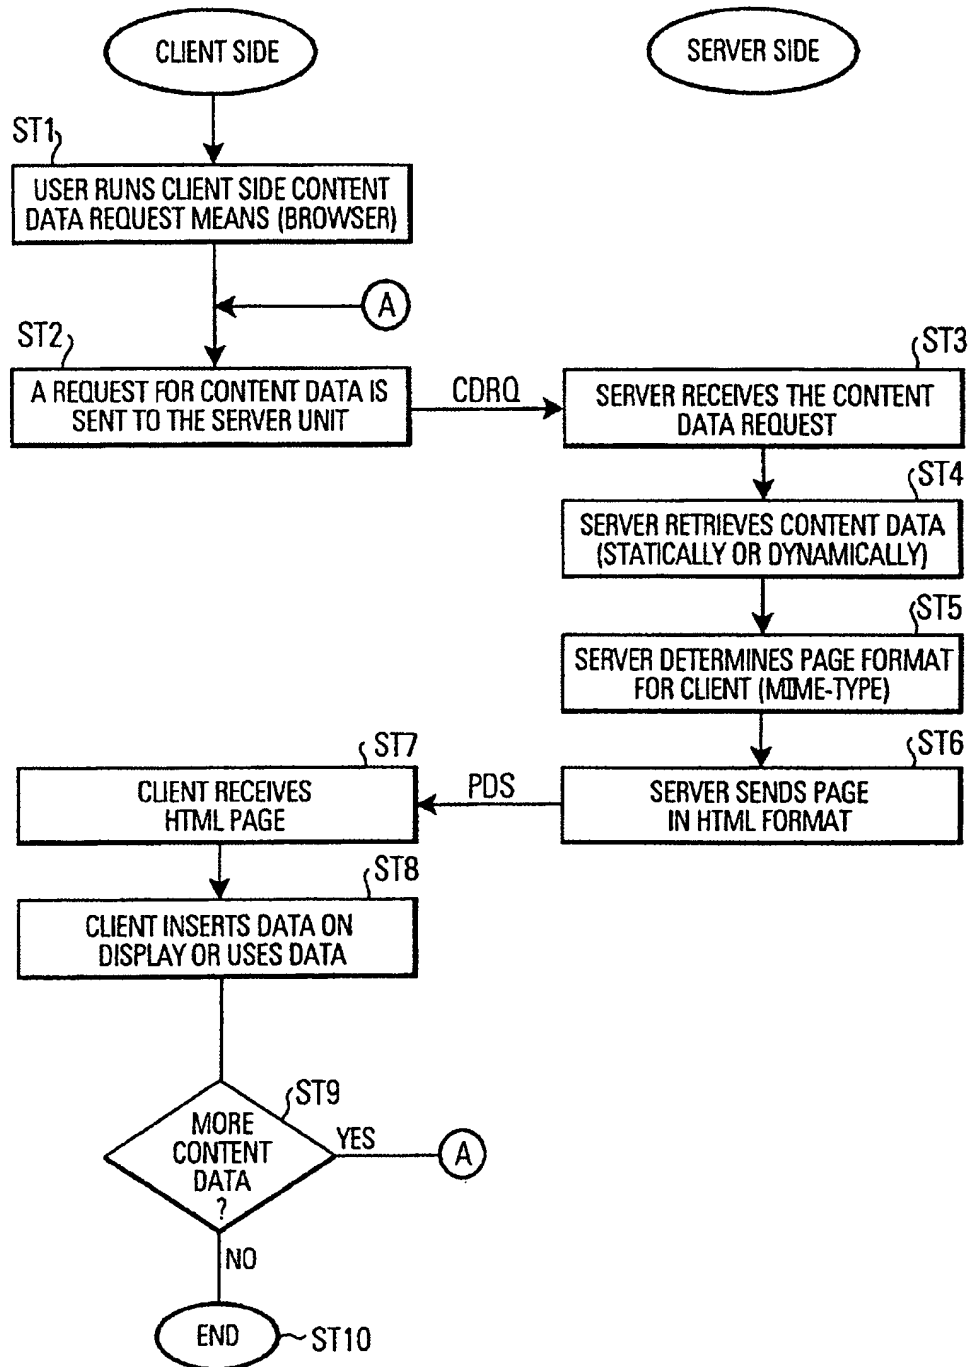 CLIENT SIDE
SERVER SIDE
ST1
USER RUNS CLIENT SIDE CONTENT
DATA REQUEST MEANS (BROWSER)
A
ST2
A REQUEST FOR CONTENT DATA IS
SENT TO THE SERVER UNIT
CDRQ
ST3
SERVER RECEIVES THE CONTENT
DATA REQUEST
ST4
SERVER RETRIEVES CONTENT DATA
(STATICALLY OR DYNAMICALLY)
ST5
SERVER DETERMINES PAGE FORMAT
FOR CLIENT (MIME-TYPE)
ST6
SERVER SENDS PAGE
IN HTML FORMAT
PDS
ST7
CLIENT RECEIVES
HTML PAGE
ST8
CLIENT INSERTS DATA ON
DISPLAY OR USES DATA
ST9
MORE
CONTENT
DATA
?
YES
A
NO
END
ST10